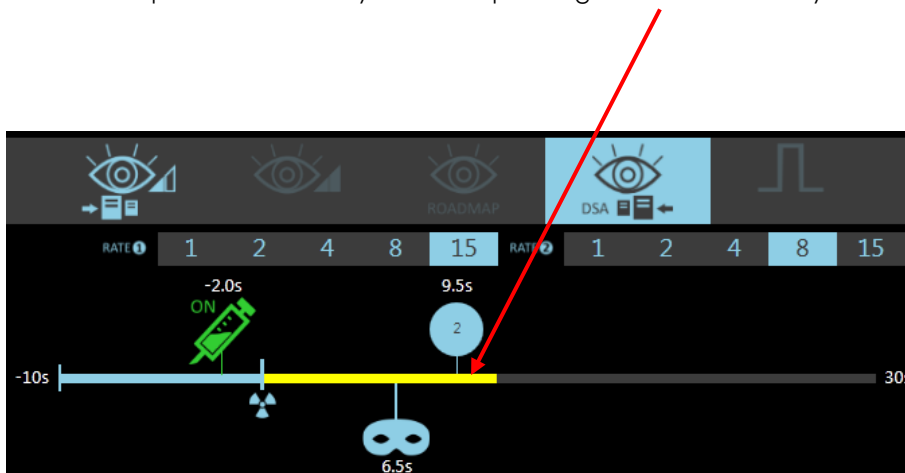 ROADMAP
DSA
RATE 1 1 2 4 8 15 RATE 2 1 2 4 8 15
-2.0s 9.5s
ON
2
-10s 30s
6.5s